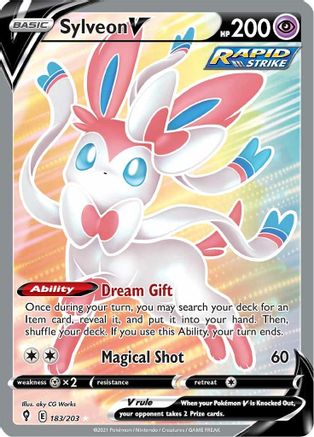 BASIC Sylveon V HP 200
RAPID
STRIKE
Ability Dream Gift
Once during your turn, you may search your deck for an
Item card, reveal it, and put it into your hand. Then,
shuffle your deck. If you use this Ability, your turn ends.
Magical Shot 60
weakness ×2 resistance retreat
Illus. aky CG Works
E 183/203
V rule When your Pokémon V is Knocked Out,
your opponent takes 2 Prize cards.
©2021 Pokémon / Nintendo / Creatures / GAME FREAK